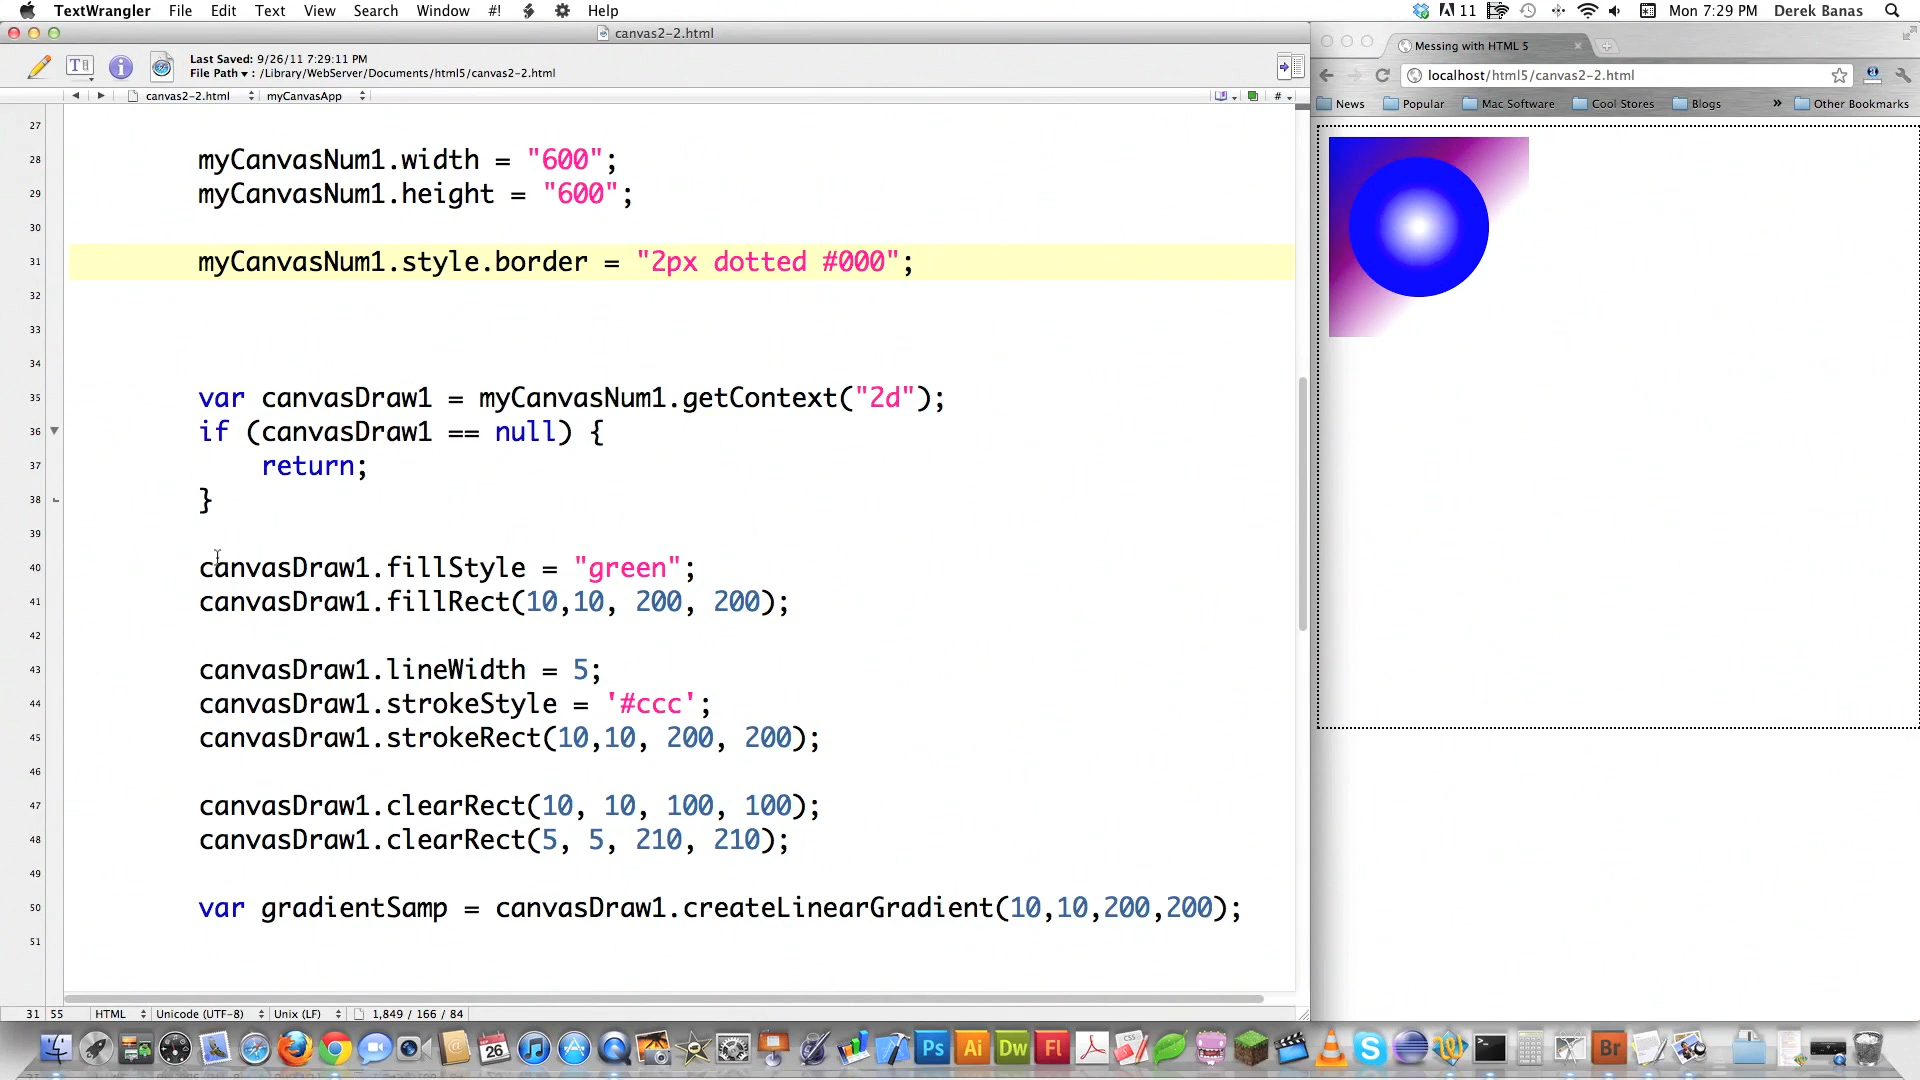 TextWrangler File Edit Text View Search Window #! Help 11 Mon 7:29 PM Derek Banas
canvas2-2.html
Last Saved: 9/26/11 7:29:11 PM
File Path ▾ : /Library/WebServer/Documents/html5/canvas2-2.html
canvas2-2.html myCanvasApp #
27
28 myCanvasNum1.width = "600";
29 myCanvasNum1.height = "600";
30
31 myCanvasNum1.style.border = "2px dotted #000";
32
33
34
35 var canvasDraw1 = myCanvasNum1.getContext("2d");
36 if (canvasDraw1 == null) {
37 return;
38 }
39
40 canvasDraw1.fillStyle = "green";
41 canvasDraw1.fillRect(10,10, 200, 200);
42
43 canvasDraw1.lineWidth = 5;
44 canvasDraw1.strokeStyle = '#ccc';
45 canvasDraw1.strokeRect(10,10, 200, 200);
46
47 canvasDraw1.clearRect(10, 10, 100, 100);
48 canvasDraw1.clearRect(5, 5, 210, 210);
49
50 var gradientSamp = canvasDraw1.createLinearGradient(10,10,200,200);
51
31 55 HTML Unicode (UTF-8) Unix (LF) 1,849 / 166 / 84
Messing with HTML 5
localhost/html5/canvas2-2.html
News Popular Mac Software Cool Stores Blogs » Other Bookmarks
26 Ps Ai Dw Fl CSS Br